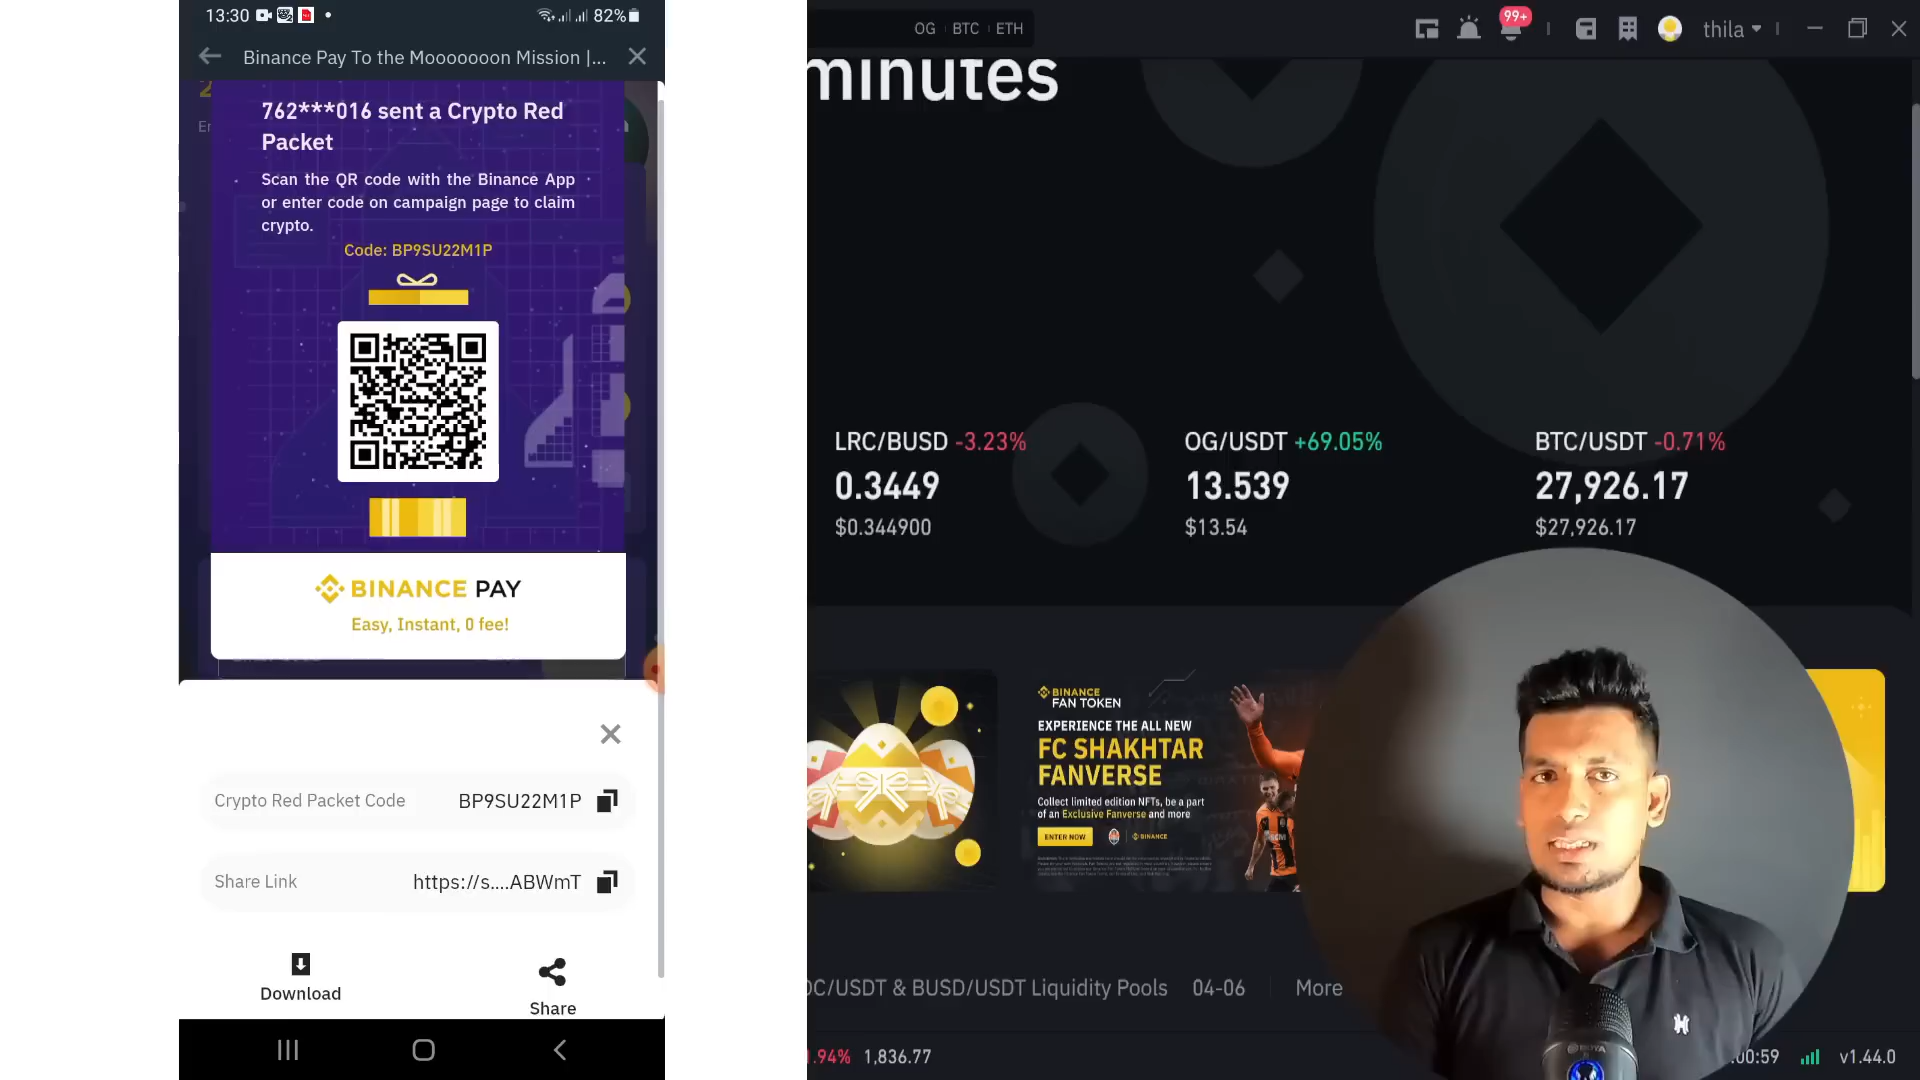 13:30
82%
Binance Pay To the Mooooooon Mission |...
762***016 sent a Crypto Red
Packet
Scan the QR code with the Binance App
or enter code on campaign page to claim
crypto.
Code: BP9SU22M1P
BINANCE PAY
Easy, Instant, 0 fee!
Crypto Red Packet Code
BP9SU22M1P
Share Link
https://s....ABWmT
Download
Share
OG BTC ETH
99+
thila
minutes
LRC/BUSD -3.23%
0.3449
$0.344900
OG/USDT +69.05%
13.539
$13.54
BTC/USDT -0.71%
27,926.17
$27,926.17
BINANCE
FAN TOKEN
EXPERIENCE THE ALL NEW
FC SHAKHTAR
FANVERSE
Collect limited edition NFTs, be a part
of an Exclusive Fanverse and more
ENTER NOW
BINANCE
DC/USDT & BUSD/USDT Liquidity Pools 04-06 More
1.94% 1,836.77
:00:59
v1.44.0
BOYA